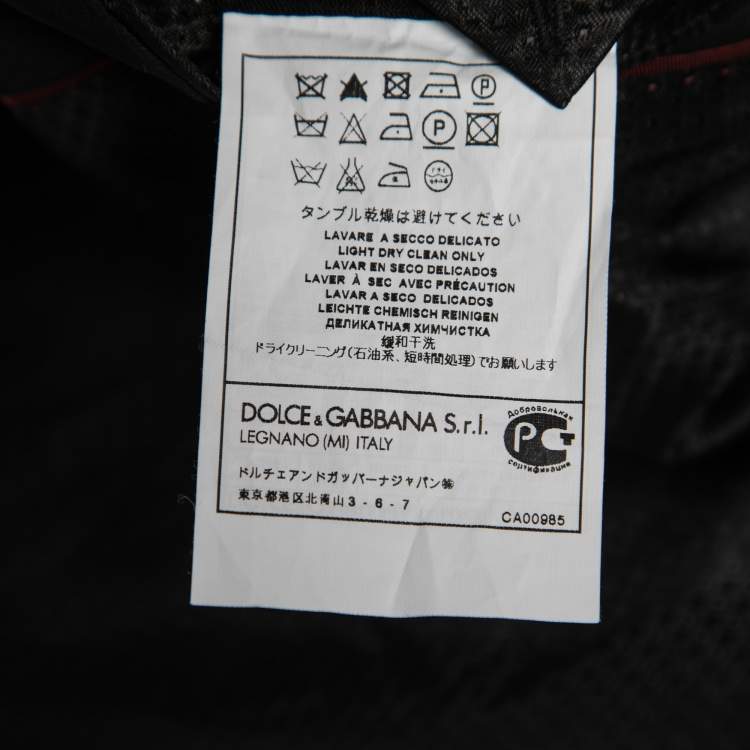 P
P
タンブル乾燥は避けてください
LAVARE A SECCO DELICATO
LIGHT DRY CLEAN ONLY
LAVAR EN SECO DELICADOS
LAVER À SEC AVEC PRÉCAUTION
LAVAR A SECO DELICADOS
LEICHTE CHEMISCH REINIGEN
ДЕЛИКАТНАЯ ХИМЧИСТКА
缓和干洗
ドライクリーニング(石油系、短時間処理)でお願いします
DOLCE & GABBANA S.r.l.
LEGNANO (MI) ITALY
Добровольная
РСТ
сертификация
ドルチェアンドガッバーナジャパン㈱
東京都港区北青山3-6-7
CA00985